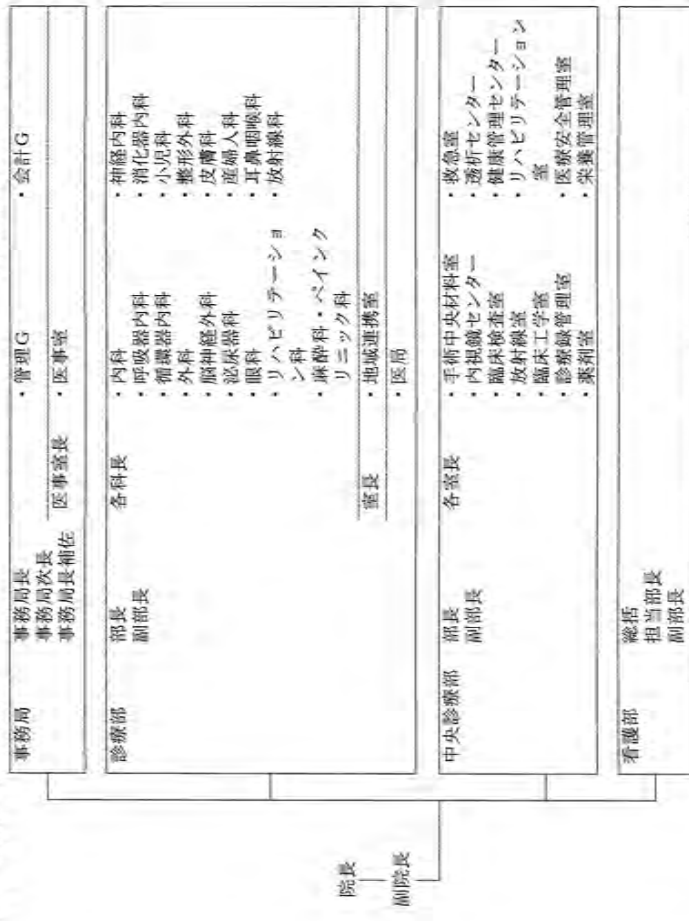 院長
副院長
事務局
事務局長
事務局次長
事務局長補佐
・管理G
・会計G
医事室長
・医事室
診療部
部長
副部長
各科長
・内科
・呼吸器内科
・循環器内科
・外科
・脳神経外科
・泌尿器科
・眼科
・リハビリテーショ
ン科
・麻酔科・ペインク
リニック科
・神経内科
・消化器内科
・小児科
・整形外科
・皮膚科
・産婦人科
・耳鼻咽喉科
・放射線科
室長
・地域連携室
・医局
中央診療部
部長
副部長
各室長
・手術中央材料室
・内視鏡センター
・臨床検査室
・放射線室
・臨床工学室
・診療録管理室
・薬剤室
・救急室
・透析センター
・健康管理センター
・リハビリテーション
室
・医療安全管理室
・栄養管理室
看護部
総括
担当部長
副部長